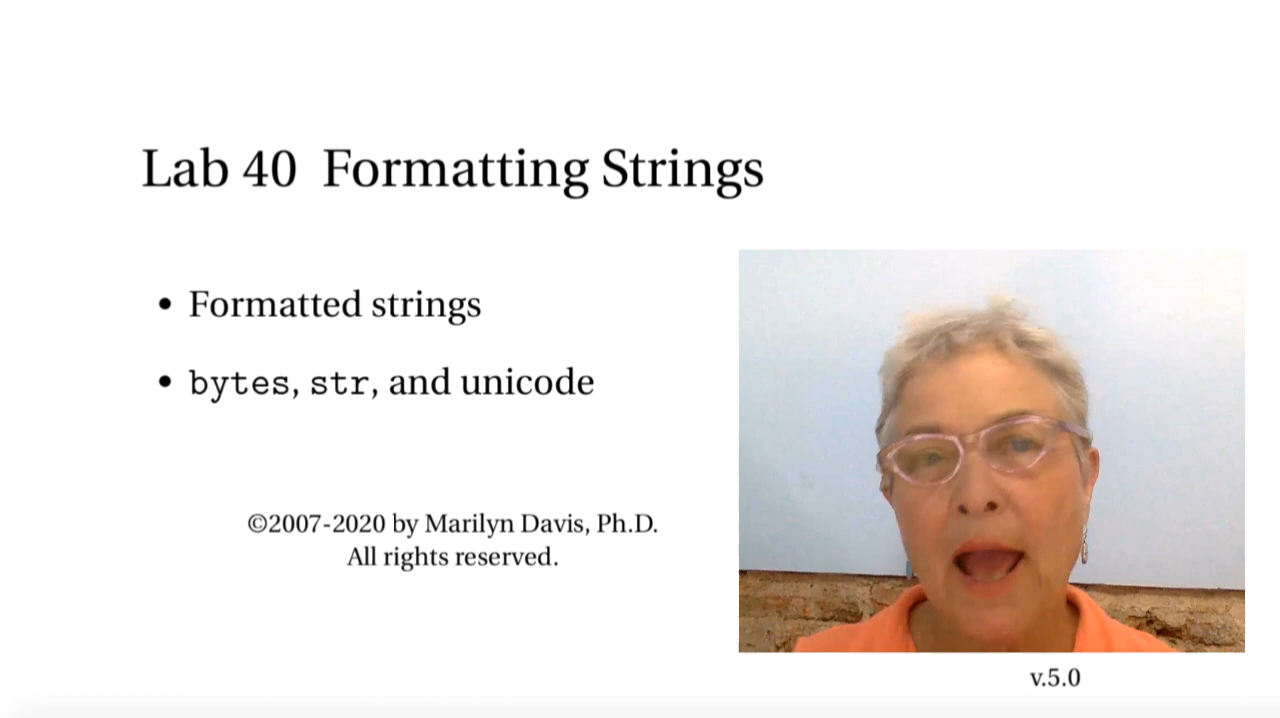 Lab 40 Formatting Strings
• Formatted strings
• bytes, str, and unicode
©2007-2020 by Marilyn Davis, Ph.D.
All rights reserved.
v.5.0